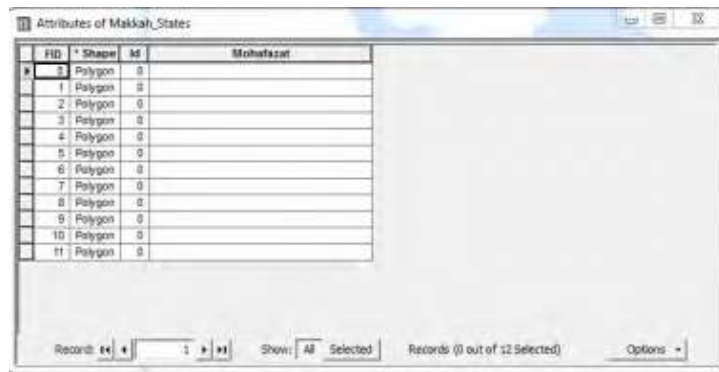 Attributes of Makkah_States
FID * Shape Id Mohafazat
0 Polygon 0
1 Polygon 0
2 Polygon 0
3 Polygon 0
4 Polygon 0
5 Polygon 0
6 Polygon 0
7 Polygon 0
8 Polygon 0
9 Polygon 0
10 Polygon 0
11 Polygon 0
Record: 1 Show: All Selected Records (0 out of 12 Selected) Options